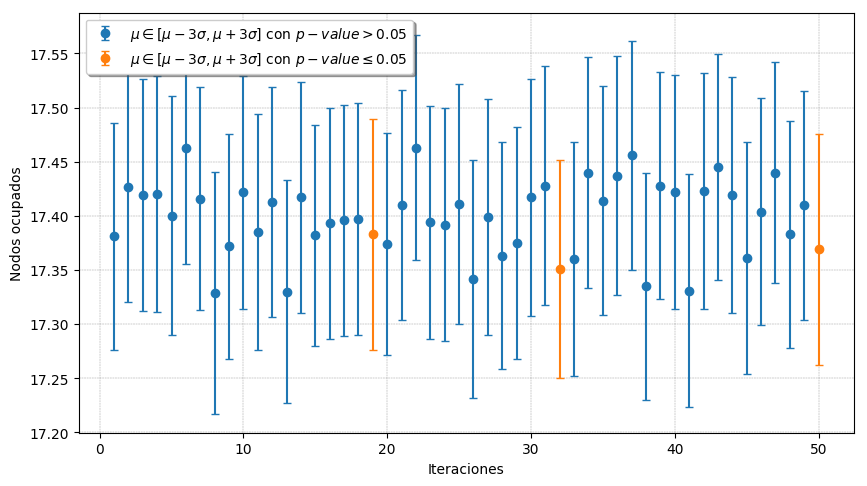 μ ∈ [μ − 3σ, μ + 3σ] con p − value > 0.05
μ ∈ [μ − 3σ, μ + 3σ] con p − value ≤ 0.05
Nodos ocupados
17.55
17.50
17.45
17.40
17.35
17.30
17.25
17.20
0 10 20 30 40 50
Iteraciones